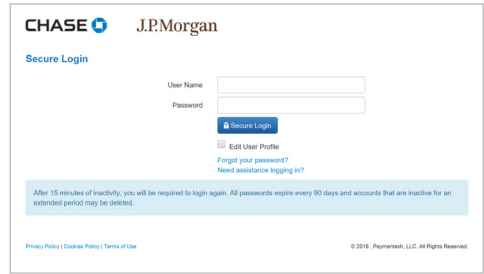 CHASE J.P.Morgan
Secure Login
User Name
Password
Secure Login
Edit User Profile
Forgot your password?
Need assistance logging in?
After 15 minutes of inactivity, you will be required to login again. All passwords expire every 90 days and accounts that are inactive for an
extended period may be deleted.
Privacy Policy | Cookies Policy | Terms of Use © 2018 , Paymentech, LLC. All Rights Reserved.